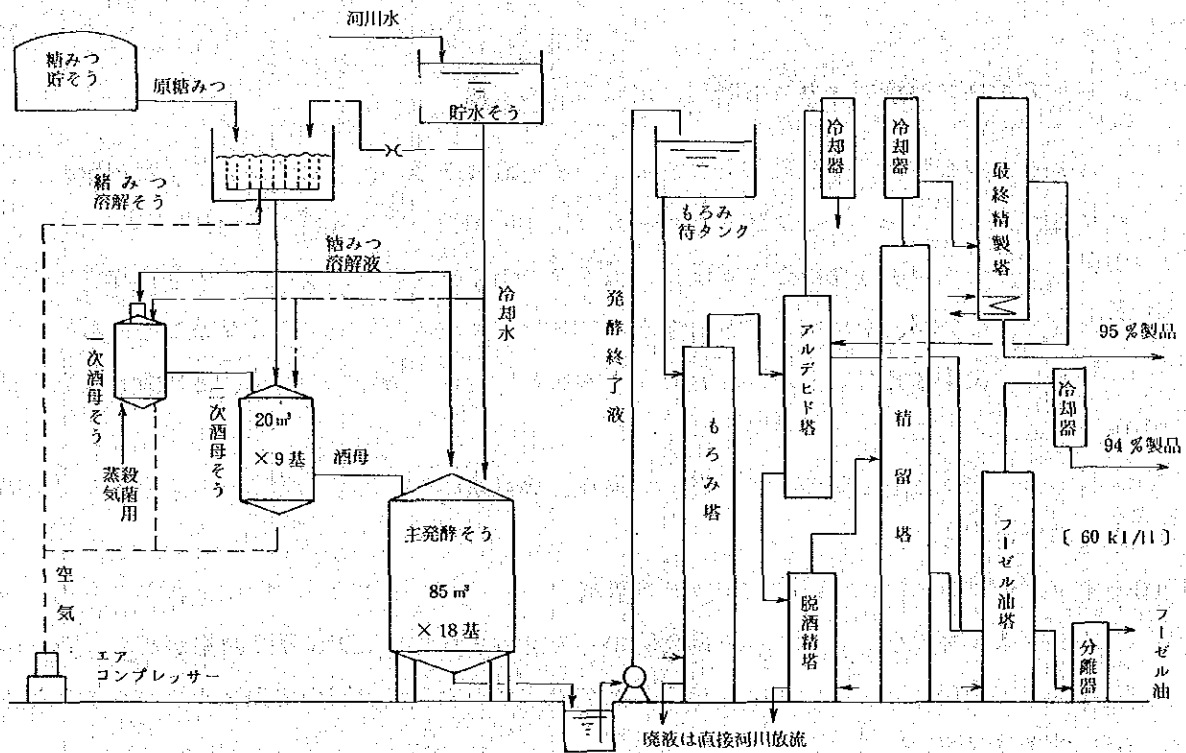 河川水
糖みつ
貯そう
原糖みつ
貯水そう
緒みつ
溶解そう
糖みつ
溶解液
冷却水
一次酒母そう
殺菌用
蒸気
二次酒母そう
20m³
×9基
酒母
主発酵そう
85m³
×18基
空気
エア
コンプレッサー
発酵終了液
もろみ
待タンク
冷却器
冷却器
最終精製塔
アルデヒド塔
もろみ塔
精留塔
脱酒精塔
95%製品
冷却器
94%製品
フーゼル油塔
分離器
フーゼル油
廃液は直接河川放流